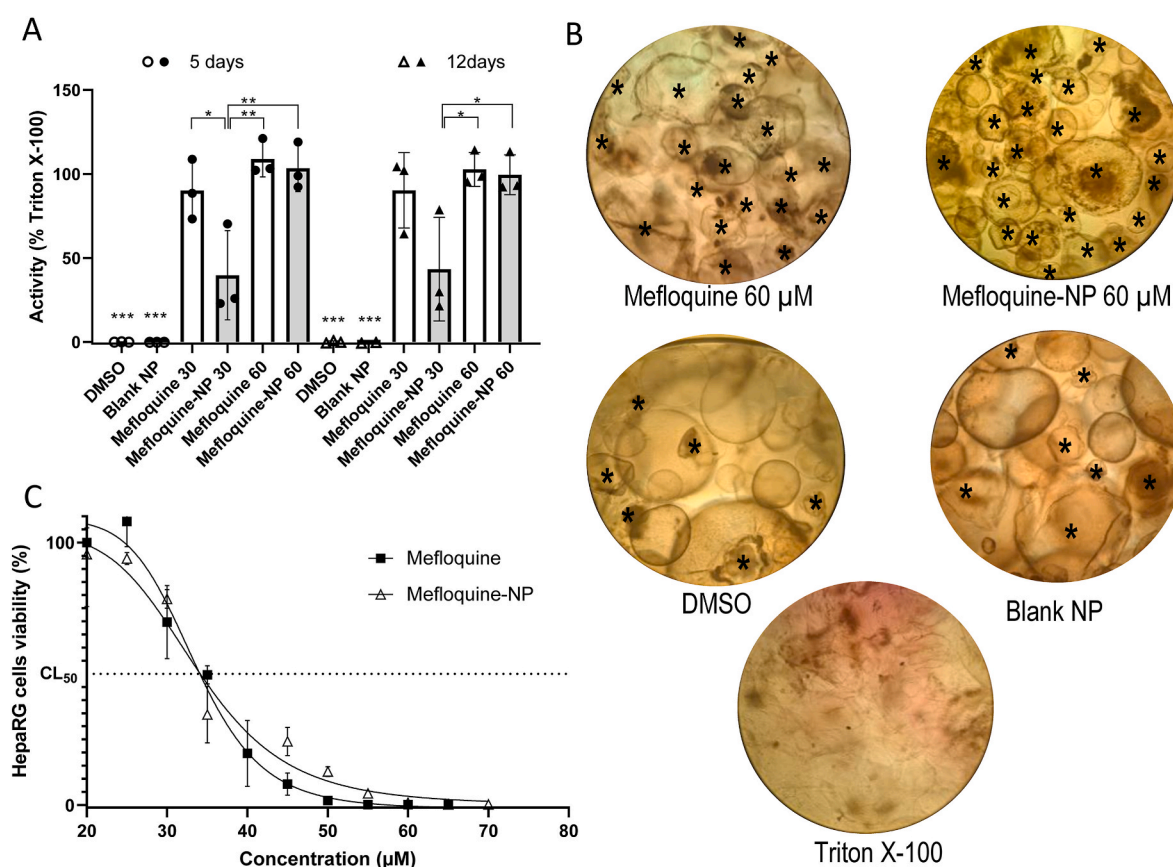 A
5 days
12days
Activity (% Triton X-100)
150
100
50
0
* ** **
* *
*** ***
*** ***
DMSO
Blank NP
Mefloquine 30
Mefloquine-NP 30
Mefloquine 60
Mefloquine-NP 60
DMSO
Blank NP
Mefloquine 30
Mefloquine-NP 30
Mefloquine 60
Mefloquine-NP 60
B
Mefloquine 60 µM
Mefloquine-NP 60 µM
DMSO
Blank NP
Triton X-100
C
HepaRG cells viability (%)
100
CL50
0
Mefloquine
Mefloquine-NP
20 30 40 50 60 70 80
Concentration (µM)